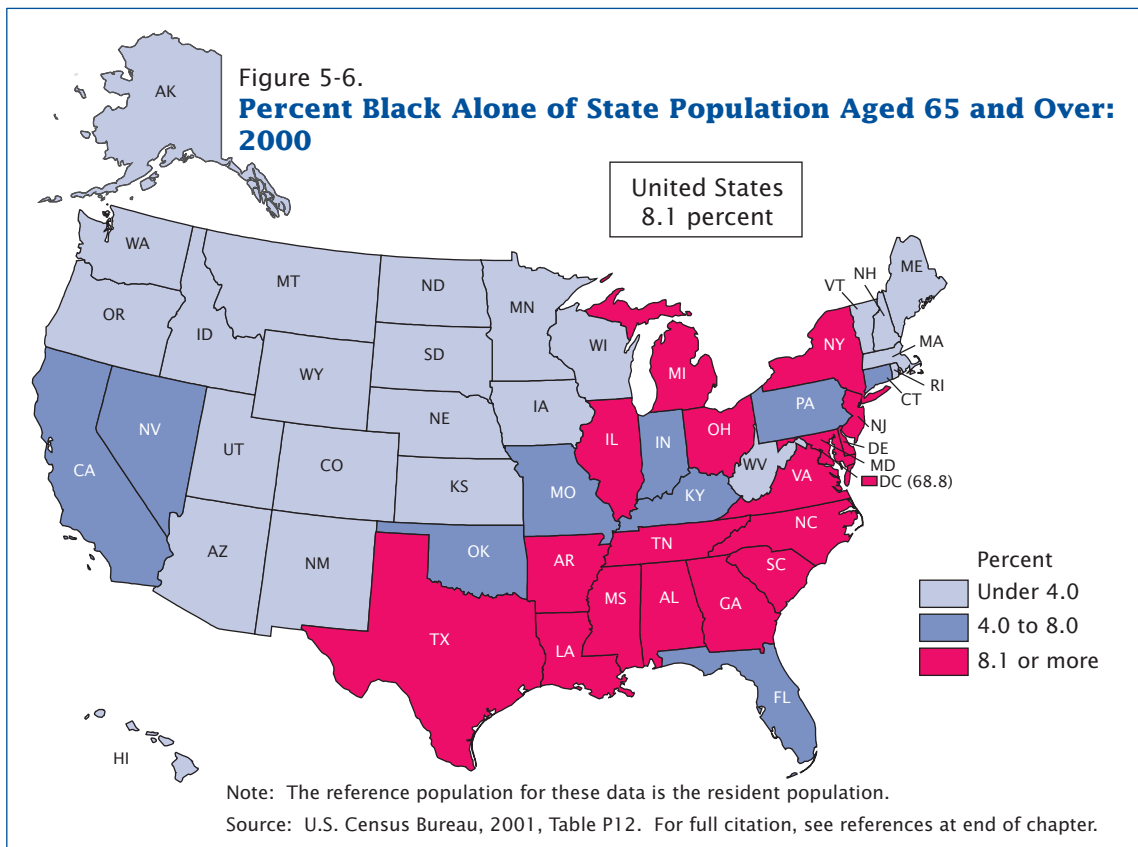 Figure 5-6.
Percent Black Alone of State Population Aged 65 and Over:
2000
United States
8.1 percent
AK
WA
MT
ND
MN
OR
ID
WY
SD
WI
MI
NY
VT
NH
ME
MA
RI
CT
NV
CA
UT
CO
NE
IA
KS
IL
IN
OH
PA
NJ
DE
MD
DC (68.8)
WV
VA
MO
KY
AZ
NM
OK
AR
TN
NC
SC
TX
LA
MS
AL
GA
FL
HI
Percent
Under 4.0
4.0 to 8.0
8.1 or more
Note: The reference population for these data is the resident population.
Source: U.S. Census Bureau, 2001, Table P12. For full citation, see references at end of chapter.